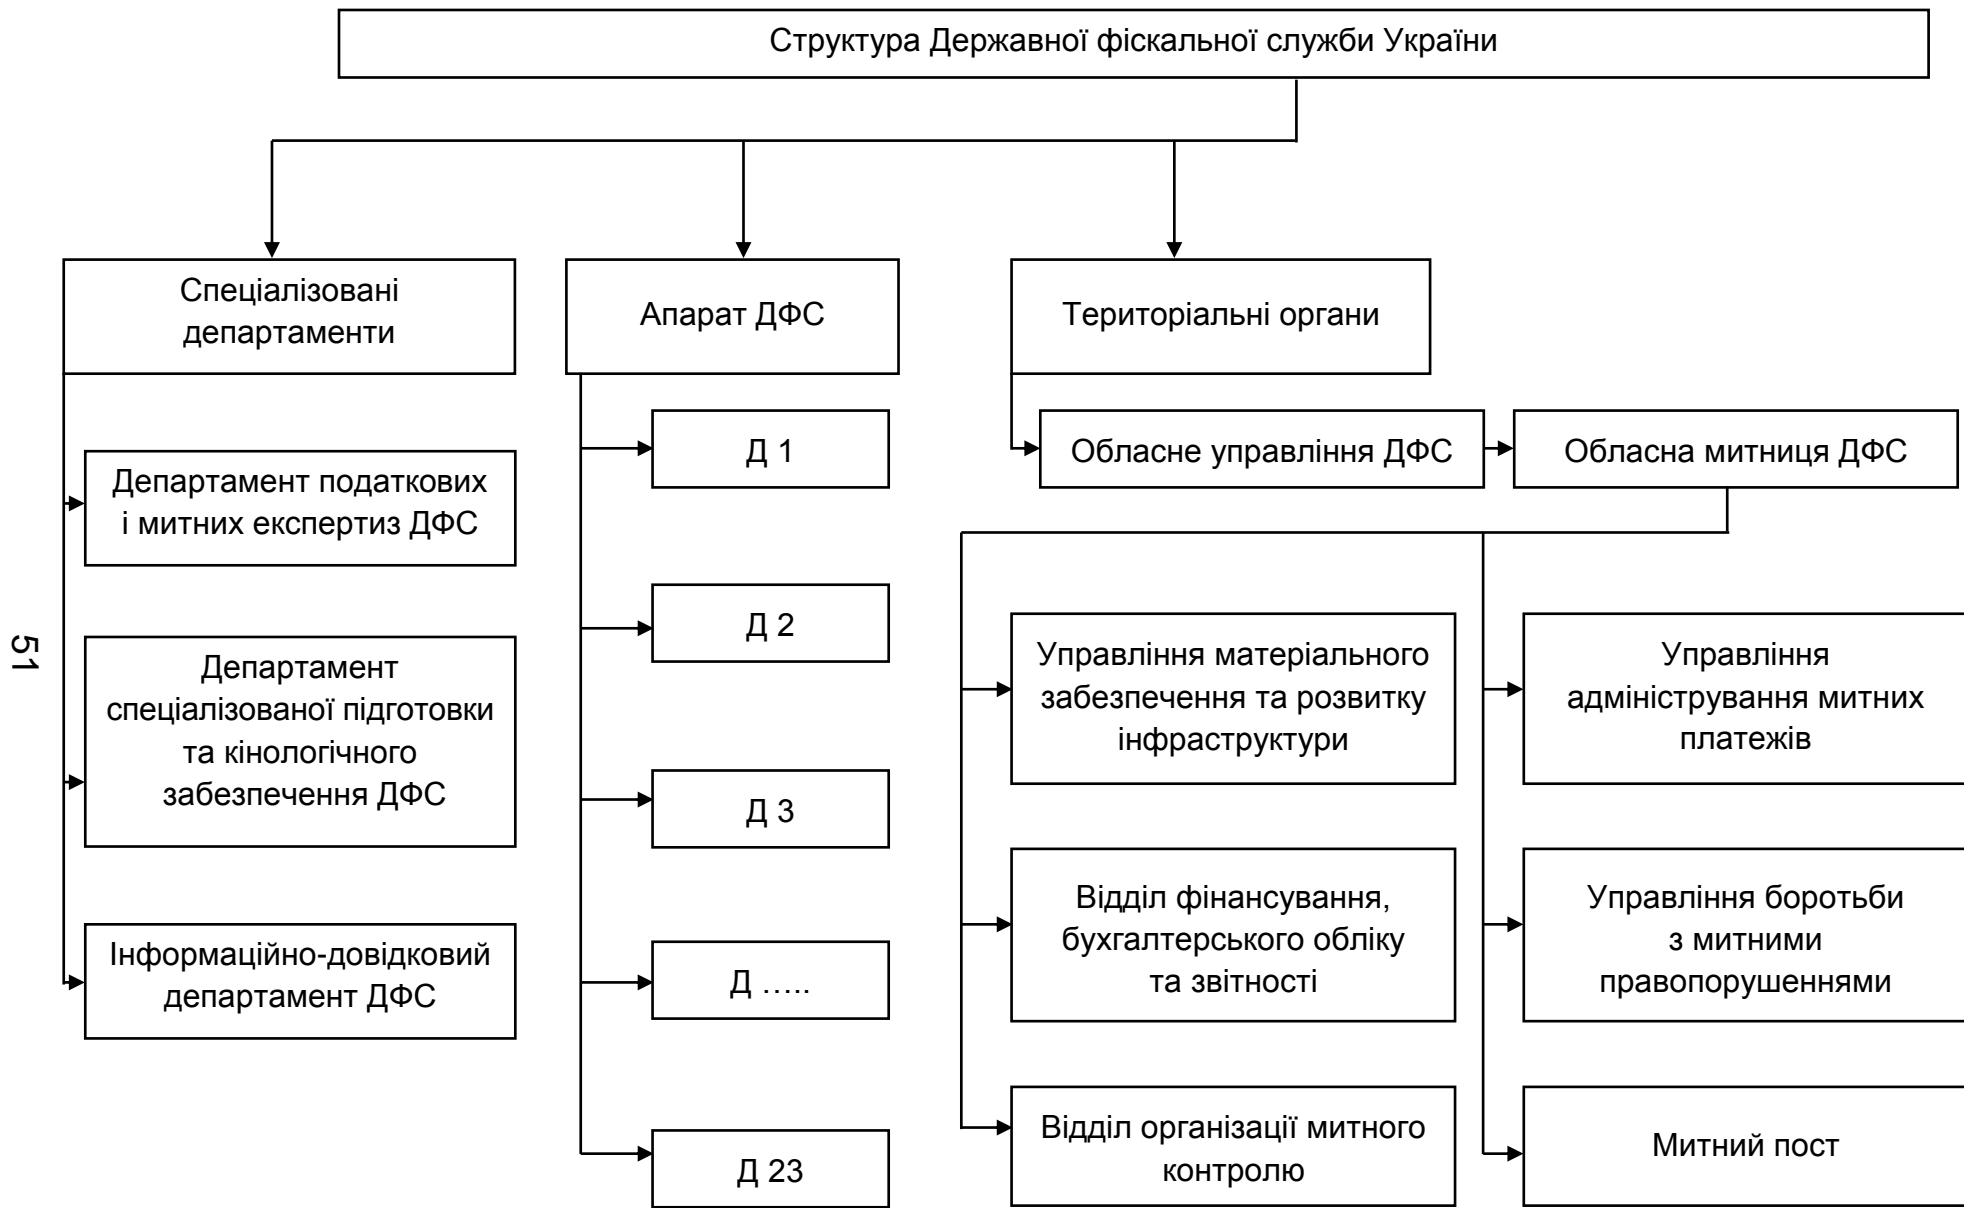 Структура Державної фіскальної служби України
Спеціалізовані
департаменти
Апарат ДФС
Територіальні органи
Департамент податкових
і митних експертиз ДФС
Департамент
спеціалізованої підготовки
та кінологічного
забезпечення ДФС
Інформаційно-довідковий
департамент ДФС
Д 1
Д 2
Д 3
Д …..
Д 23
Обласне управління ДФС
Обласна митниця ДФС
Управління матеріального
забезпечення та розвитку
інфраструктури
Відділ фінансування,
бухгалтерського обліку
та звітності
Відділ організації митного
контролю
Управління
адміністрування митних
платежів
Управління боротьби
з митними
правопорушеннями
Митний пост
51